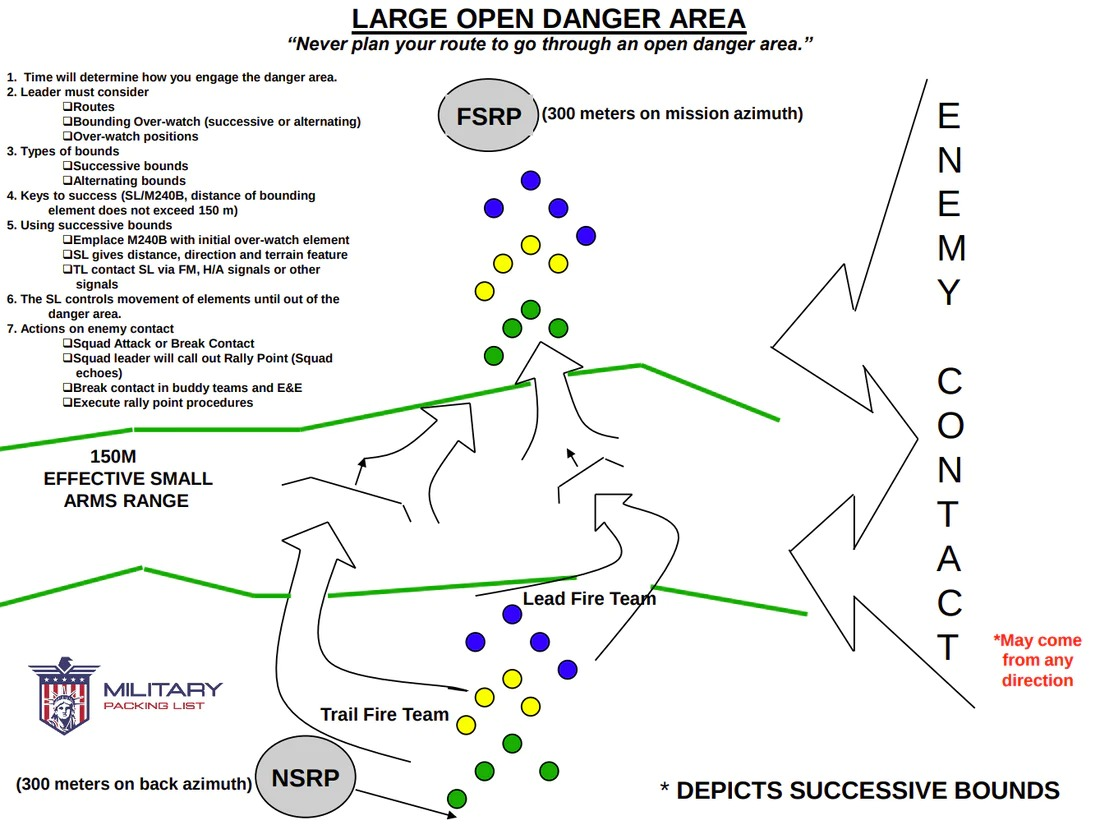 LARGE OPEN DANGER AREA
“Never plan your route to go through an open danger area.”
1. Time will determine how you engage the danger area.
2. Leader must consider
❑Routes
❑Bounding Over-watch (successive or alternating)
❑Over-watch positions
3. Types of bounds
❑Successive bounds
❑Alternating bounds
4. Keys to success (SL/M240B, distance of bounding
element does not exceed 150 m)
5. Using successive bounds
❑Emplace M240B with initial over-watch element
❑SL gives distance, direction and terrain feature
❑TL contact SL via FM, H/A signals or other
signals
6. The SL controls movement of elements until out of the
danger area.
7. Actions on enemy contact
❑Squad Attack or Break Contact
❑Squad leader will call out Rally Point (Squad
echoes)
❑Break contact in buddy teams and E&E
❑Execute rally point procedures
FSRP
(300 meters on mission azimuth)
ENEMY CONTACT
150M
EFFECTIVE SMALL
ARMS RANGE
Lead Fire Team
*May come
from any
direction
MILITARY
PACKING LIST
Trail Fire Team
(300 meters on back azimuth)
NSRP
* DEPICTS SUCCESSIVE BOUNDS